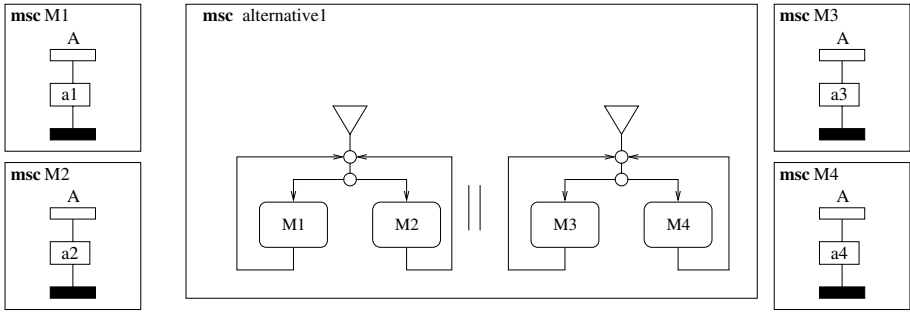 msc M1
A
a1
msc M2
A
a2
msc alternative1
M1
M2
M3
M4
msc M3
A
a3
msc M4
A
a4